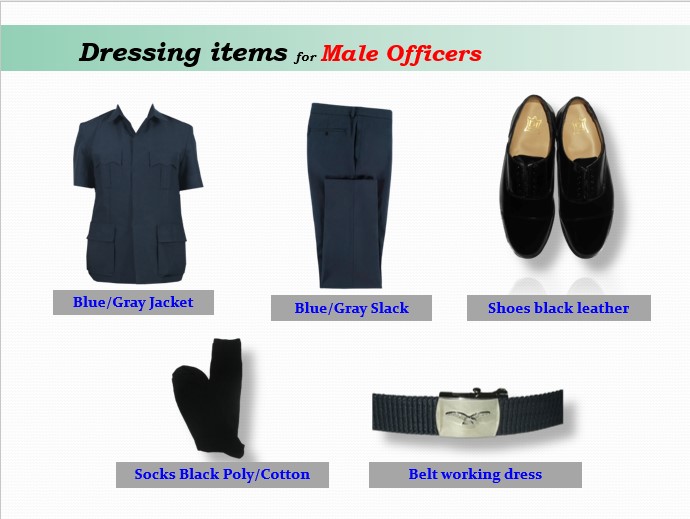 Dressing items for Male Officers
Blue/Gray Jacket
Blue/Gray Slack
Shoes black leather
Socks Black Poly/Cotton
Belt working dress